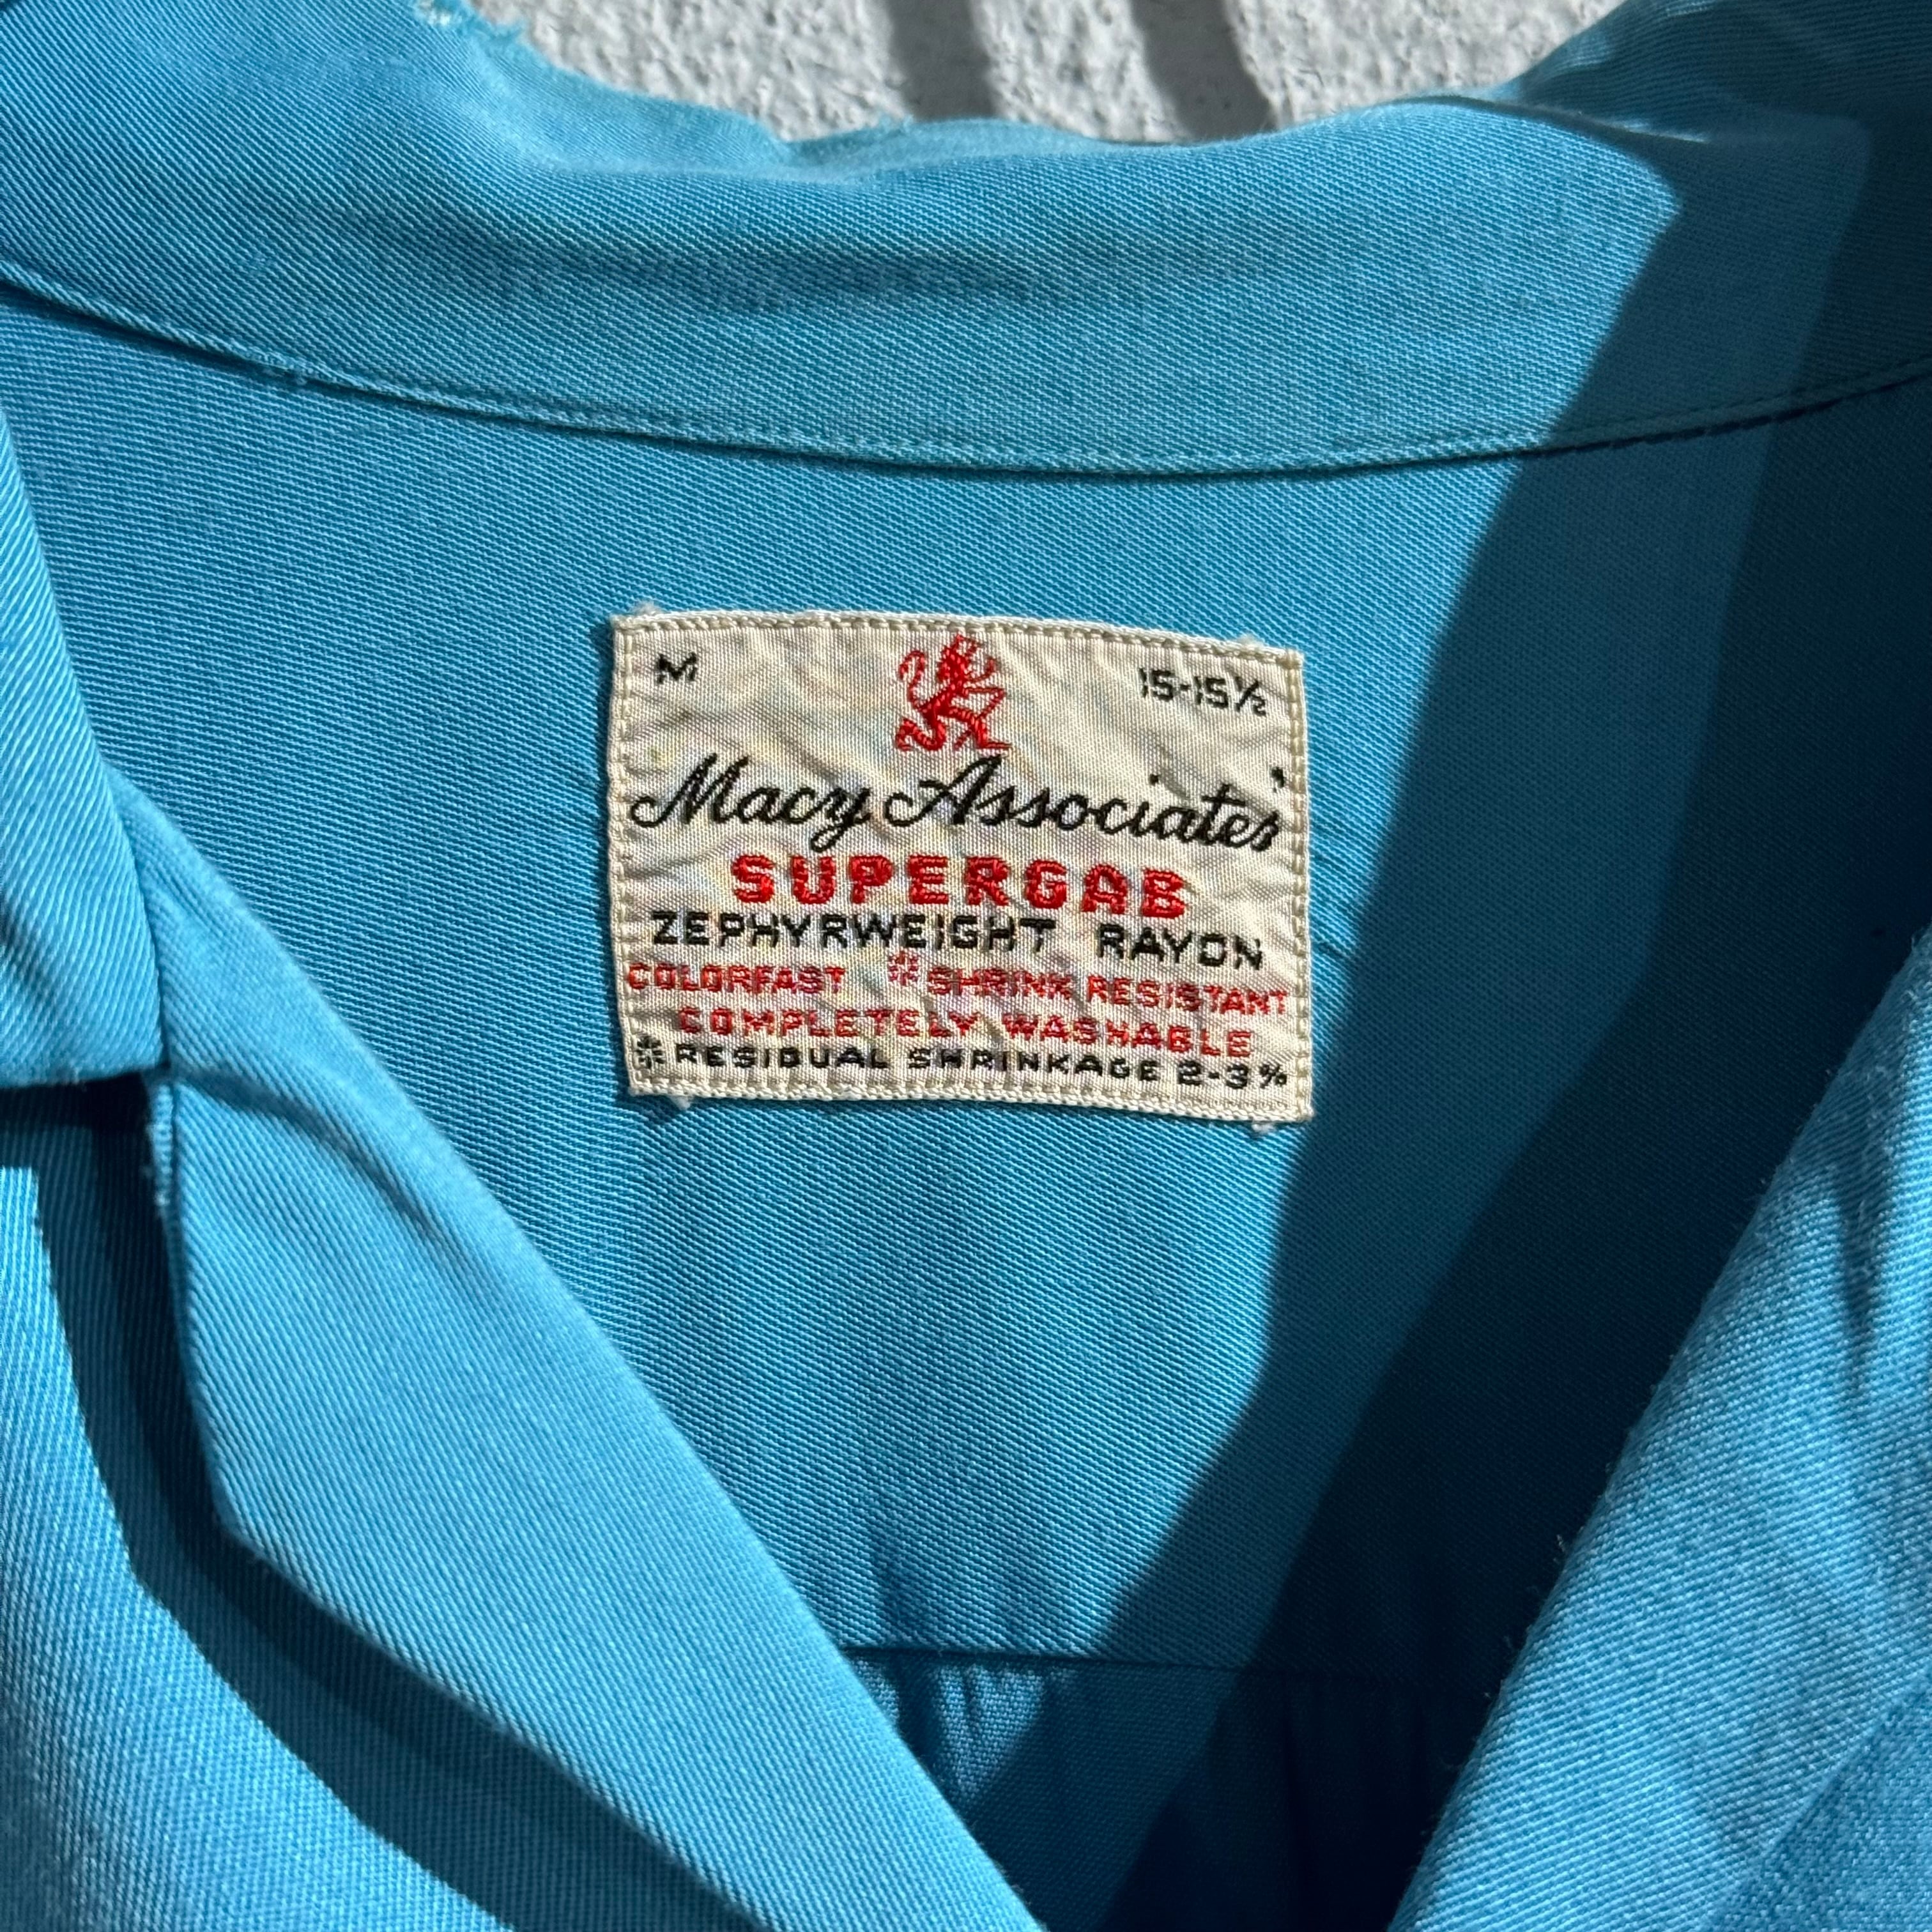 M 15-15½
Macy Associates'
SUPERGAB
ZEPHYRWEIGHT RAYON
COLORFAST *SHRINK RESISTANT
COMPLETELY WASHABLE
*RESIDUAL SHRINKAGE 2-3%